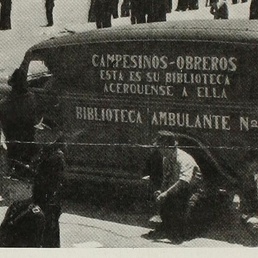 CAMPESINOS-OBREROS
ESTA ES SU BIBLIOTECA
ACERQUENSE A ELLA
BIBLIOTECA AMBULANTE Nº